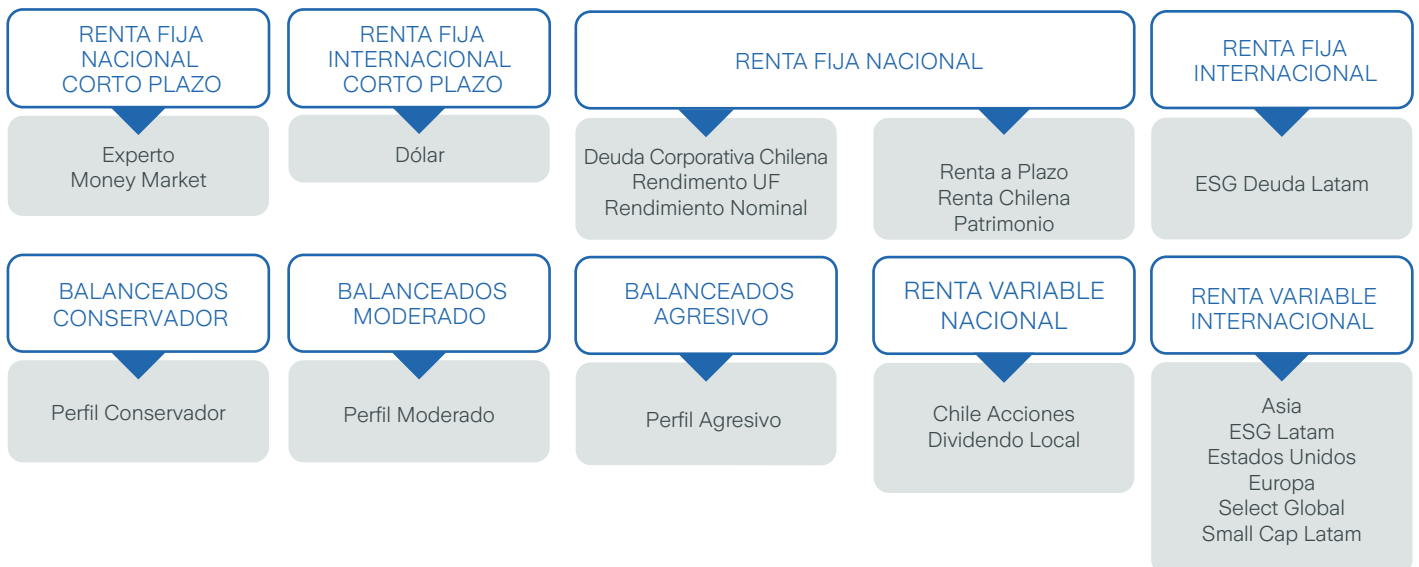 RENTA FIJA
NACIONAL
CORTO PLAZO
Experto
Money Market
RENTA FIJA
INTERNACIONAL
CORTO PLAZO
Dólar
RENTA FIJA NACIONAL
Deuda Corporativa Chilena
Rendimento UF
Rendimiento Nominal
Renta a Plazo
Renta Chilena
Patrimonio
RENTA FIJA
INTERNACIONAL
ESG Deuda Latam
BALANCEADOS
CONSERVADOR
Perfil Conservador
BALANCEADOS
MODERADO
Perfil Moderado
BALANCEADOS
AGRESIVO
Perfil Agresivo
RENTA VARIABLE
NACIONAL
Chile Acciones
Dividendo Local
RENTA VARIABLE
INTERNACIONAL
Asia
ESG Latam
Estados Unidos
Europa
Select Global
Small Cap Latam